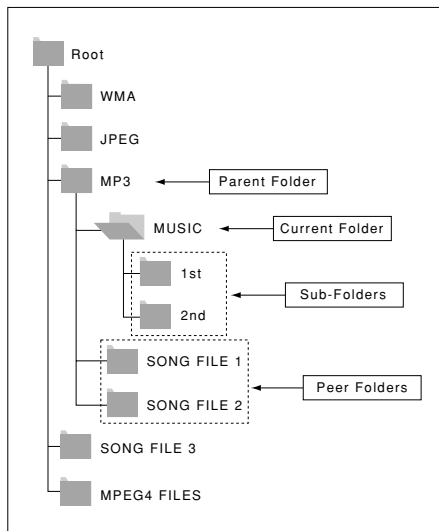 Root
WMA
JPEG
MP3
Parent Folder
MUSIC
Current Folder
1st
Sub-Folders
2nd
SONG FILE 1
Peer Folders
SONG FILE 2
SONG FILE 3
MPEG4 FILES